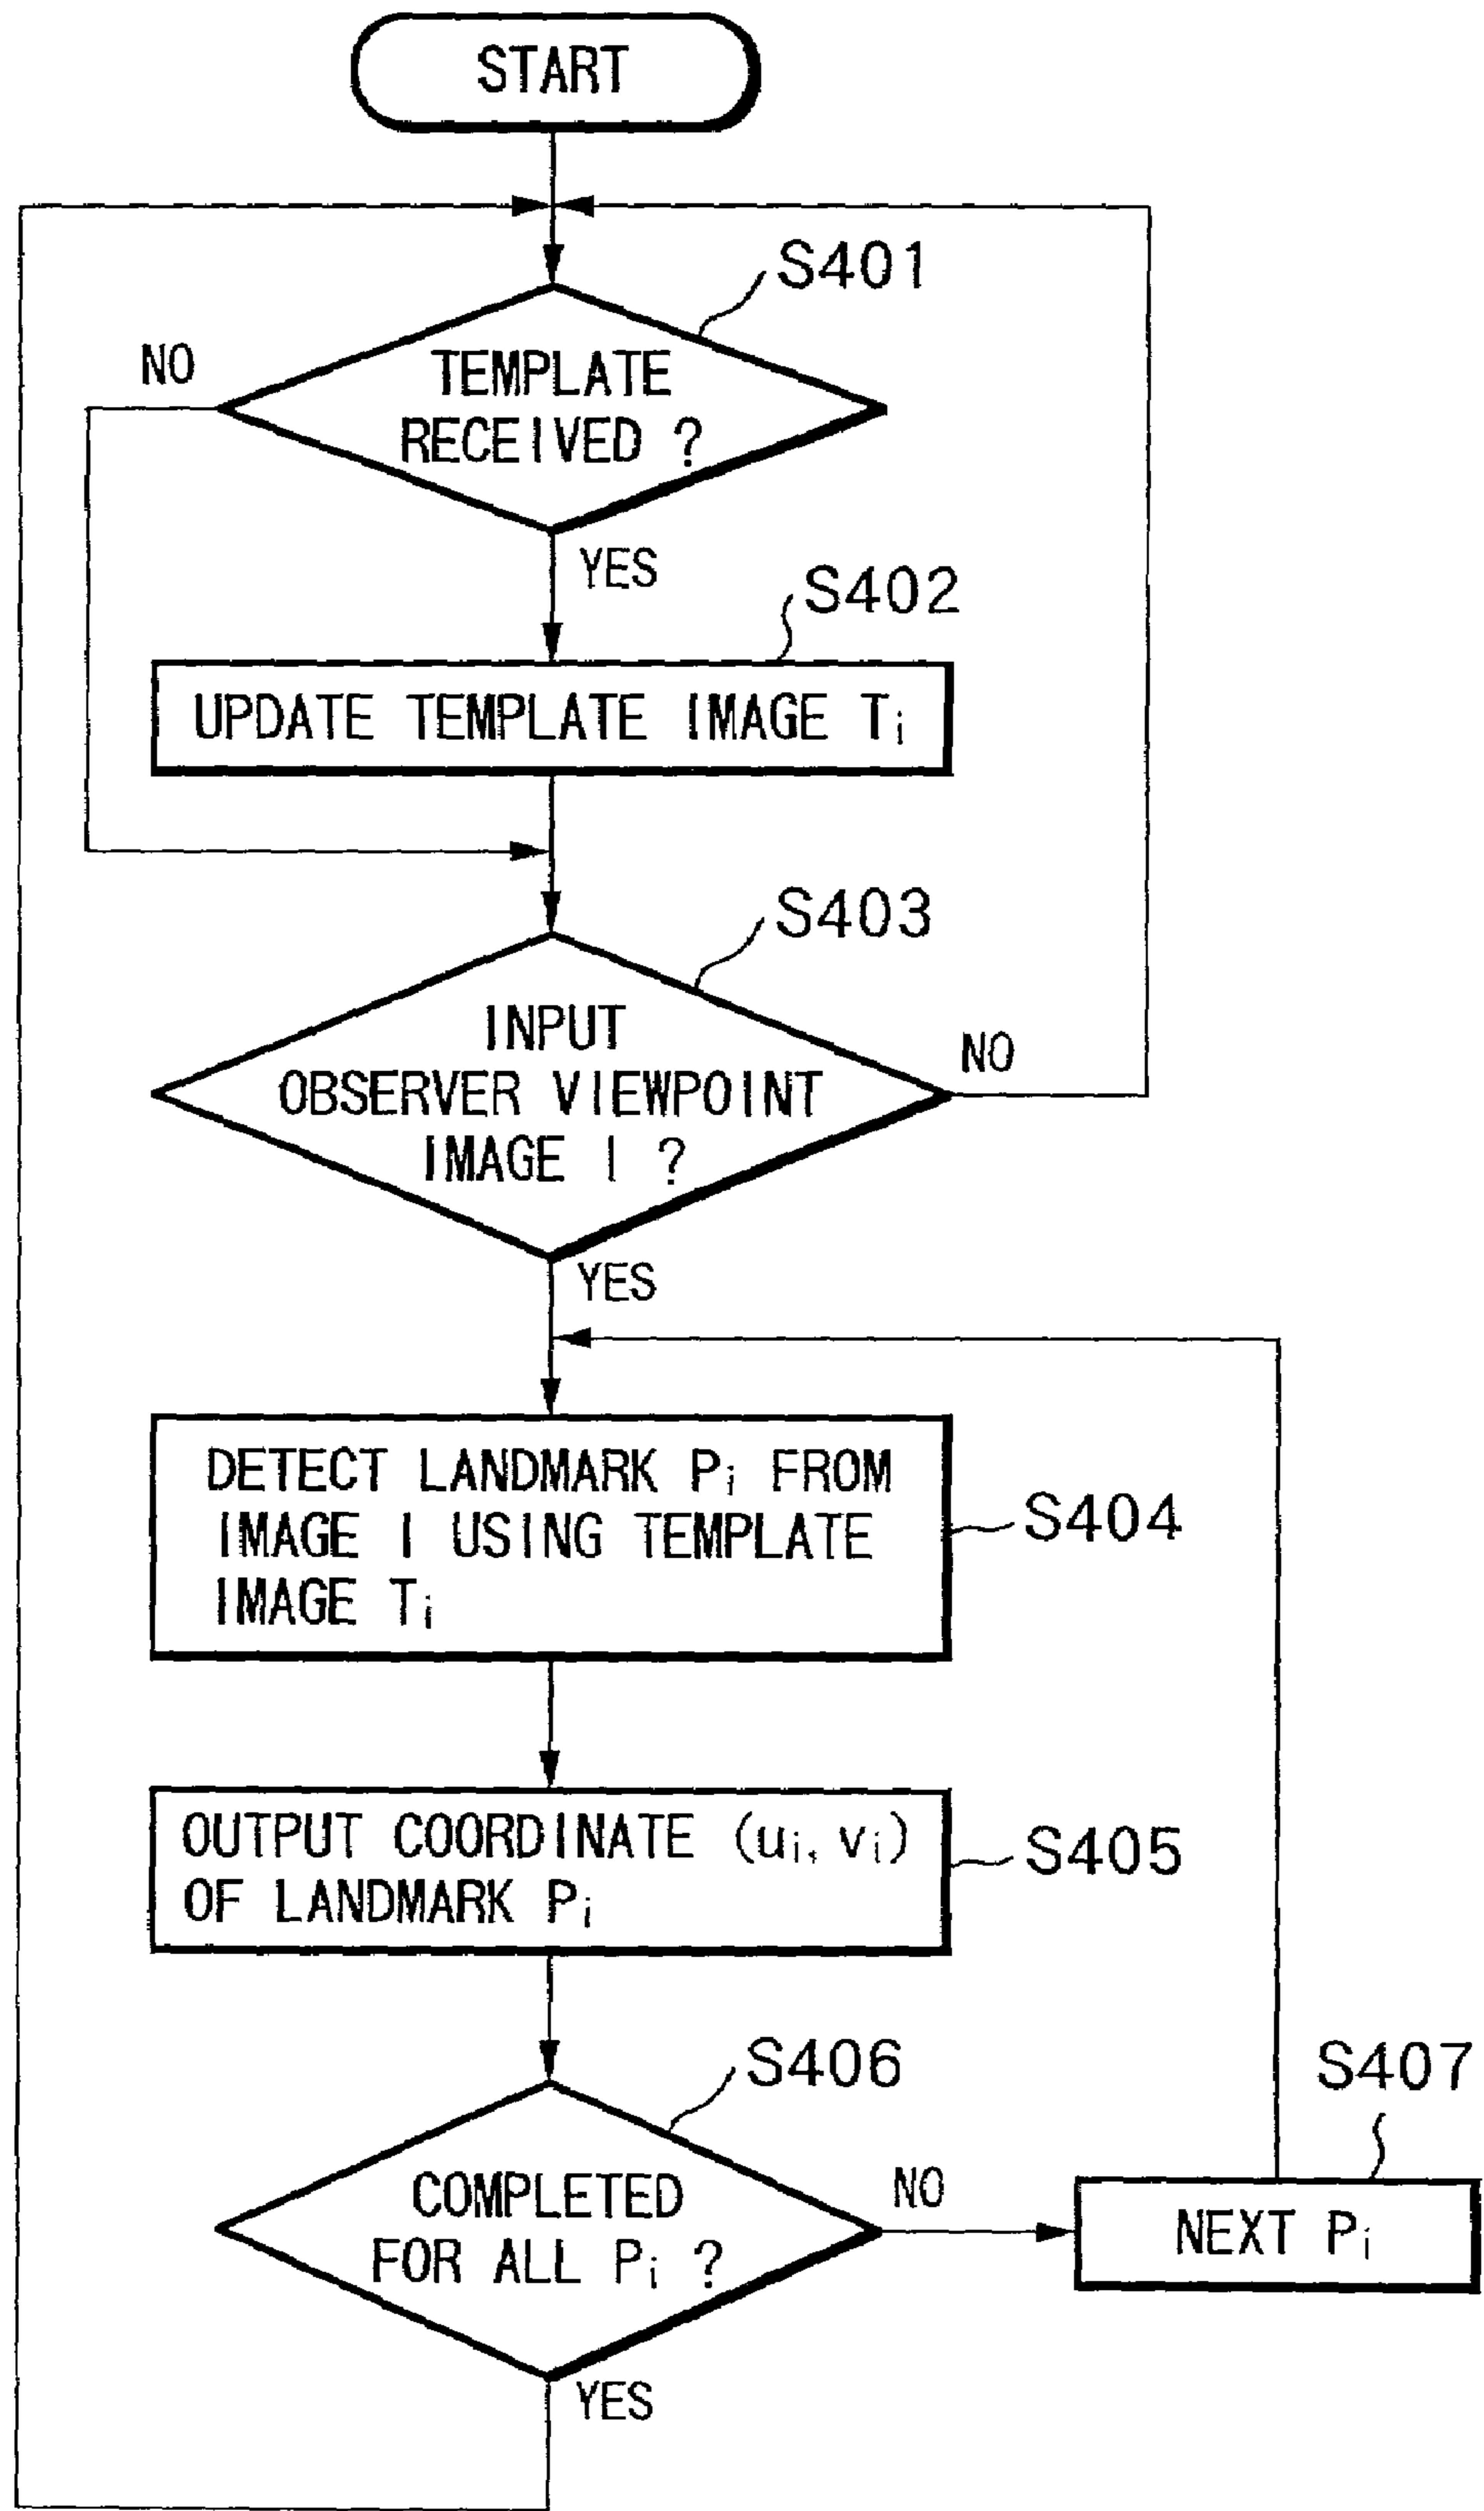 START
S401
NO
TEMPLATE
RECEIVED ?
YES
S402
UPDATE TEMPLATE IMAGE Ti
S403
INPUT
OBSERVER VIEWPOINT
IMAGE I ?
NO
YES
DETECT LANDMARK Pi FROM
IMAGE I USING TEMPLATE
IMAGE Ti
S404
OUTPUT COORDINATE (ui, vi)
OF LANDMARK Pi
S405
S406
S407
COMPLETED
FOR ALL Pi ?
NO
NEXT Pi
YES